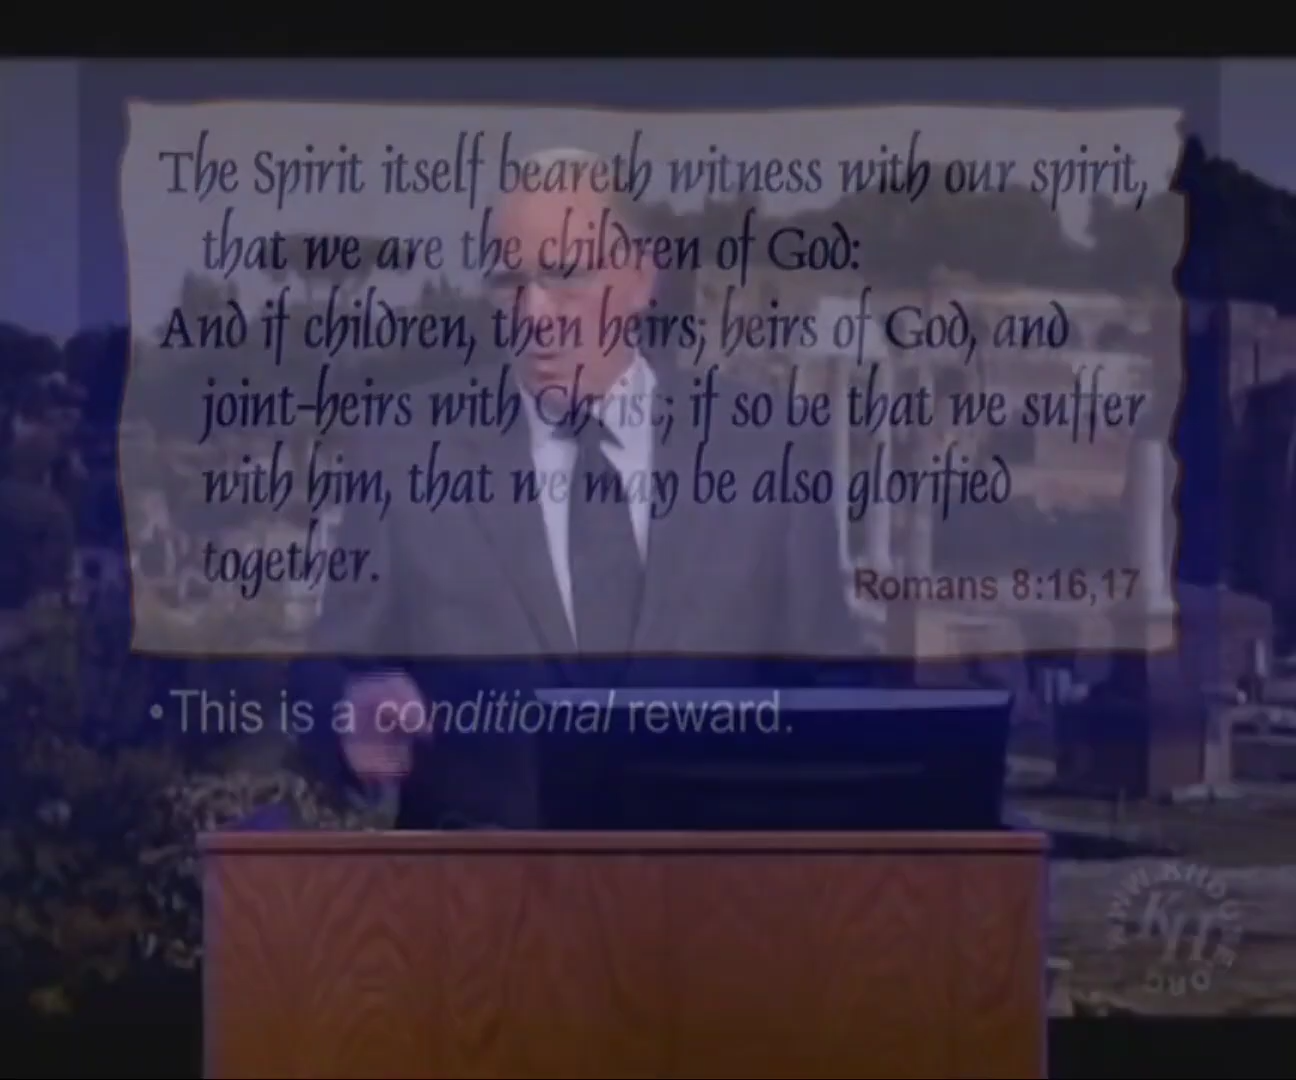 The Spirit itself beareth witness with our spirit,
that we are the children of God:
And if children, then heirs; heirs of God, and
joint-heirs with Christ; if so be that we suffer
with him, that we may be also glorified
together.
Romans 8:16,17
•This is a conditional reward.
KH